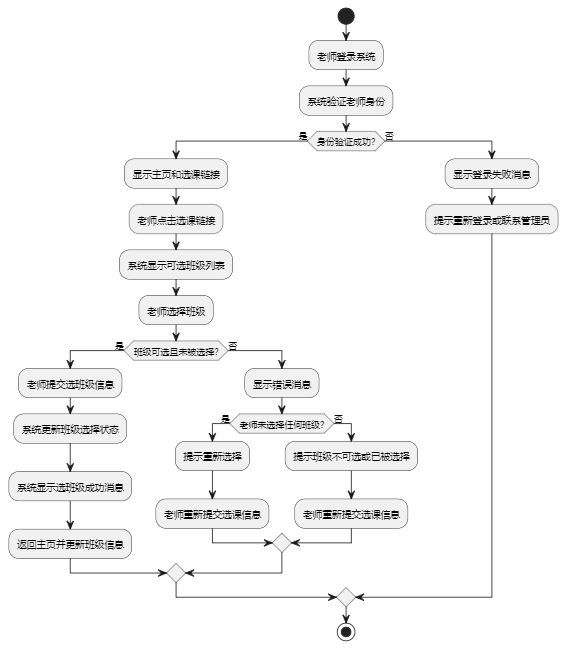 老师登录系统
系统验证老师身份
是
身份验证成功?
否
显示主页和选课链接
显示登录失败消息
老师点击选课链接
提示重新登录或联系管理员
系统显示可选班级列表
老师选择班级
是
班级可选且未被选择?
否
老师提交选班级信息
显示错误消息
系统更新班级选择状态
是
老师未选择任何班级?
否
提示重新选择
提示班级不可选或已被选择
系统显示选班级成功消息
老师重新提交选课信息
老师重新提交选课信息
返回主页并更新班级信息